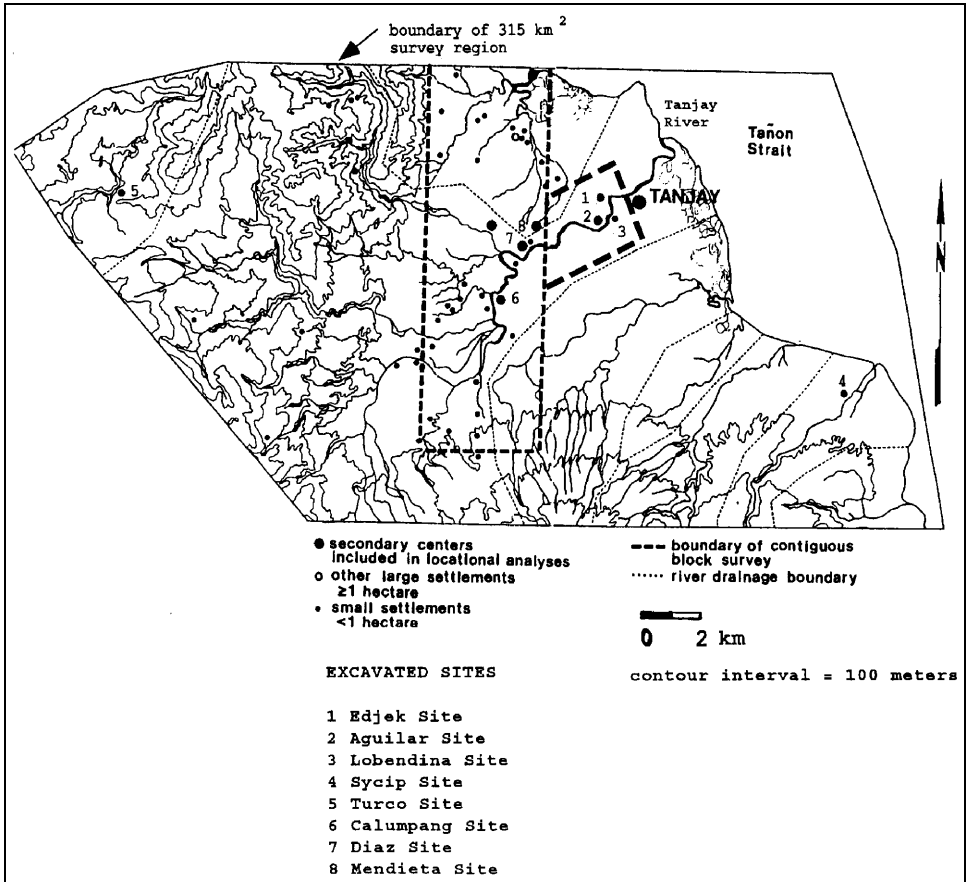 boundary of 315 km²
survey region
Tanjay
River
Tañon
Strait
5
1
TANJAY
2
3
8
7
6
4
N
secondary centers
included in locational analyses
other large settlements
≥1 hectare
small settlements
<1 hectare
boundary of contiguous
block survey
river drainage boundary
0 2 km
contour interval = 100 meters
EXCAVATED SITES
1 Edjek Site
2 Aguilar Site
3 Lobendina Site
4 Sycip Site
5 Turco Site
6 Calumpang Site
7 Diaz Site
8 Mendieta Site